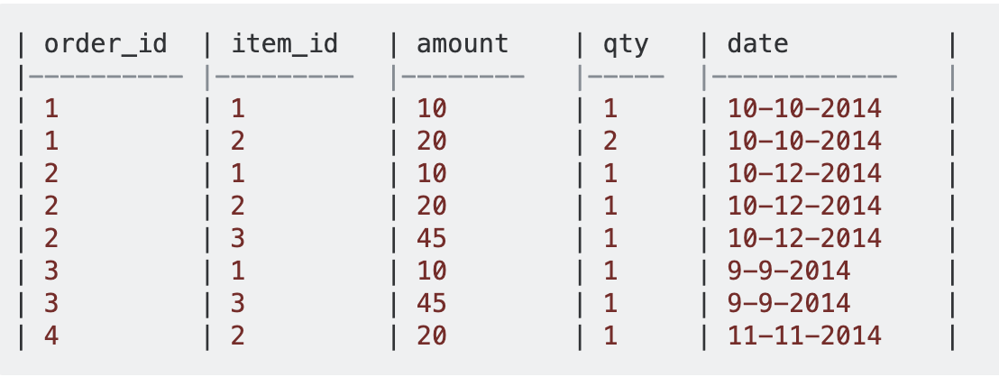 | order_id | item_id | amount | qty | date |
|----------|---------|--------|-----|------------|
| 1 | 1 | 10 | 1 | 10-10-2014 |
| 1 | 2 | 20 | 2 | 10-10-2014 |
| 2 | 1 | 10 | 1 | 10-12-2014 |
| 2 | 2 | 20 | 1 | 10-12-2014 |
| 2 | 3 | 45 | 1 | 10-12-2014 |
| 3 | 1 | 10 | 1 | 9-9-2014 |
| 3 | 3 | 45 | 1 | 9-9-2014 |
| 4 | 2 | 20 | 1 | 11-11-2014 |